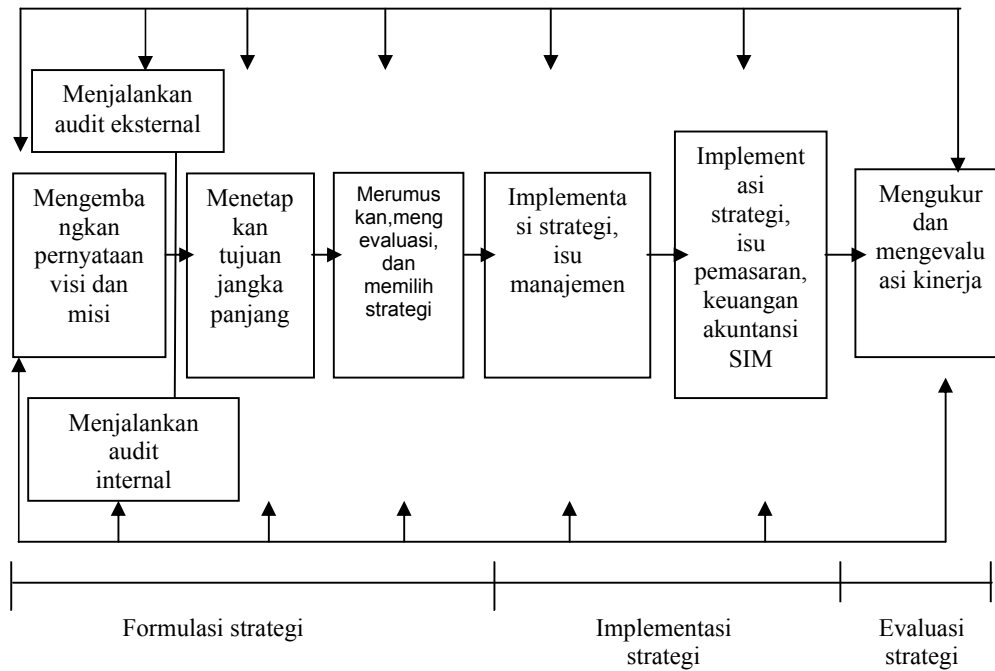 Menjalankan
audit eksternal
Mengemba
ngkan
pernyataan
visi dan
misi
Menetap
kan
tujuan
jangka
panjang
Merumus
kan,meng
evaluasi,
dan
memilih
strategi
Implementa
si strategi,
isu
manajemen
Implement
asi
strategi,
isu
pemasaran,
keuangan
akuntansi
SIM
Mengukur
dan
mengevalu
asi kinerja
Menjalankan
audit
internal
Formulasi strategi
Implementasi
strategi
Evaluasi
strategi